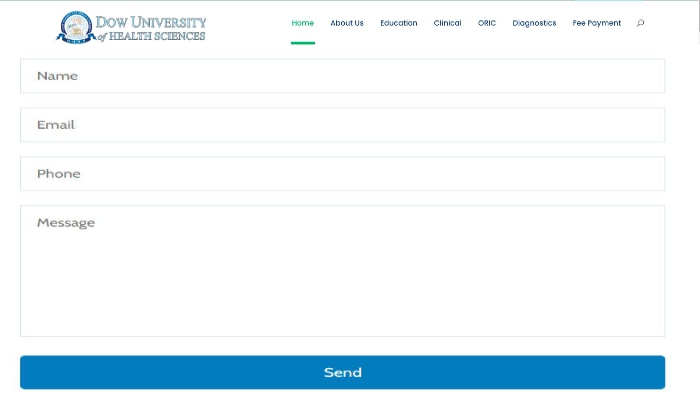 DOW UNIVERSITY
of HEALTH SCIENCES
Home About Us Education Clinical ORIC Diagnostics Fee Payment
Name
Email
Phone
Message
Send